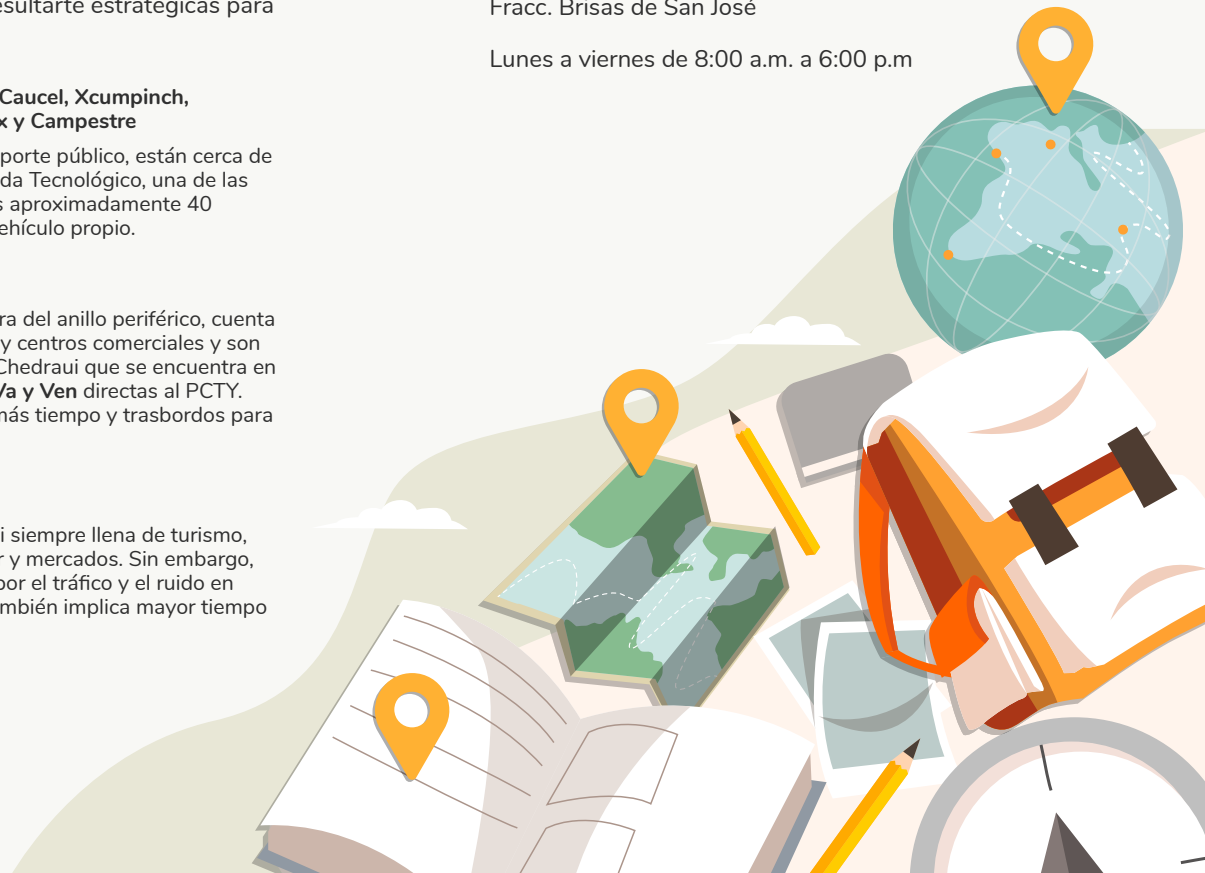 esultarte estratégicas para
Caucel, Xcumpinch,
x y Campestre
porte público, están cerca de
da Tecnológico, una de las
s aproximadamente 40
ehículo propio.
ra del anillo periférico, cuenta
y centros comerciales y son
Chedraui que se encuentra en
Va y Ven directas al PCTY.
más tiempo y trasbordos para
i siempre llena de turismo,
r y mercados. Sin embargo,
por el tráfico y el ruido en
ambién implica mayor tiempo
Fracc. Brisas de San José
Lunes a viernes de 8:00 a.m. a 6:00 p.m